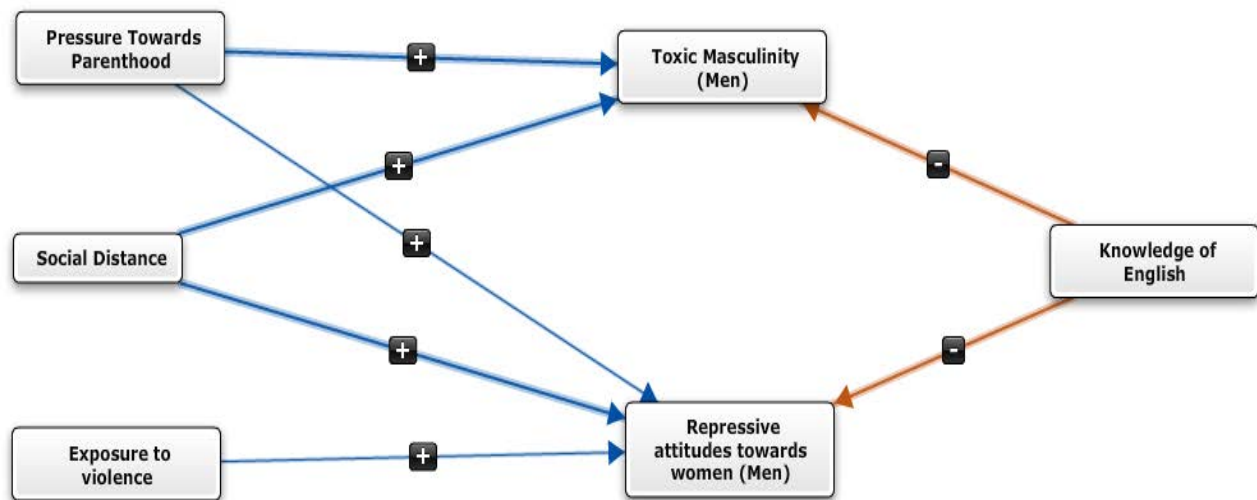 Pressure Towards
Parenthood
+
Toxic Masculinity
(Men)
+
-
+
Social Distance
Knowledge of
English
+
-
Exposure to
violence
+
Repressive
attitudes towards
women (Men)